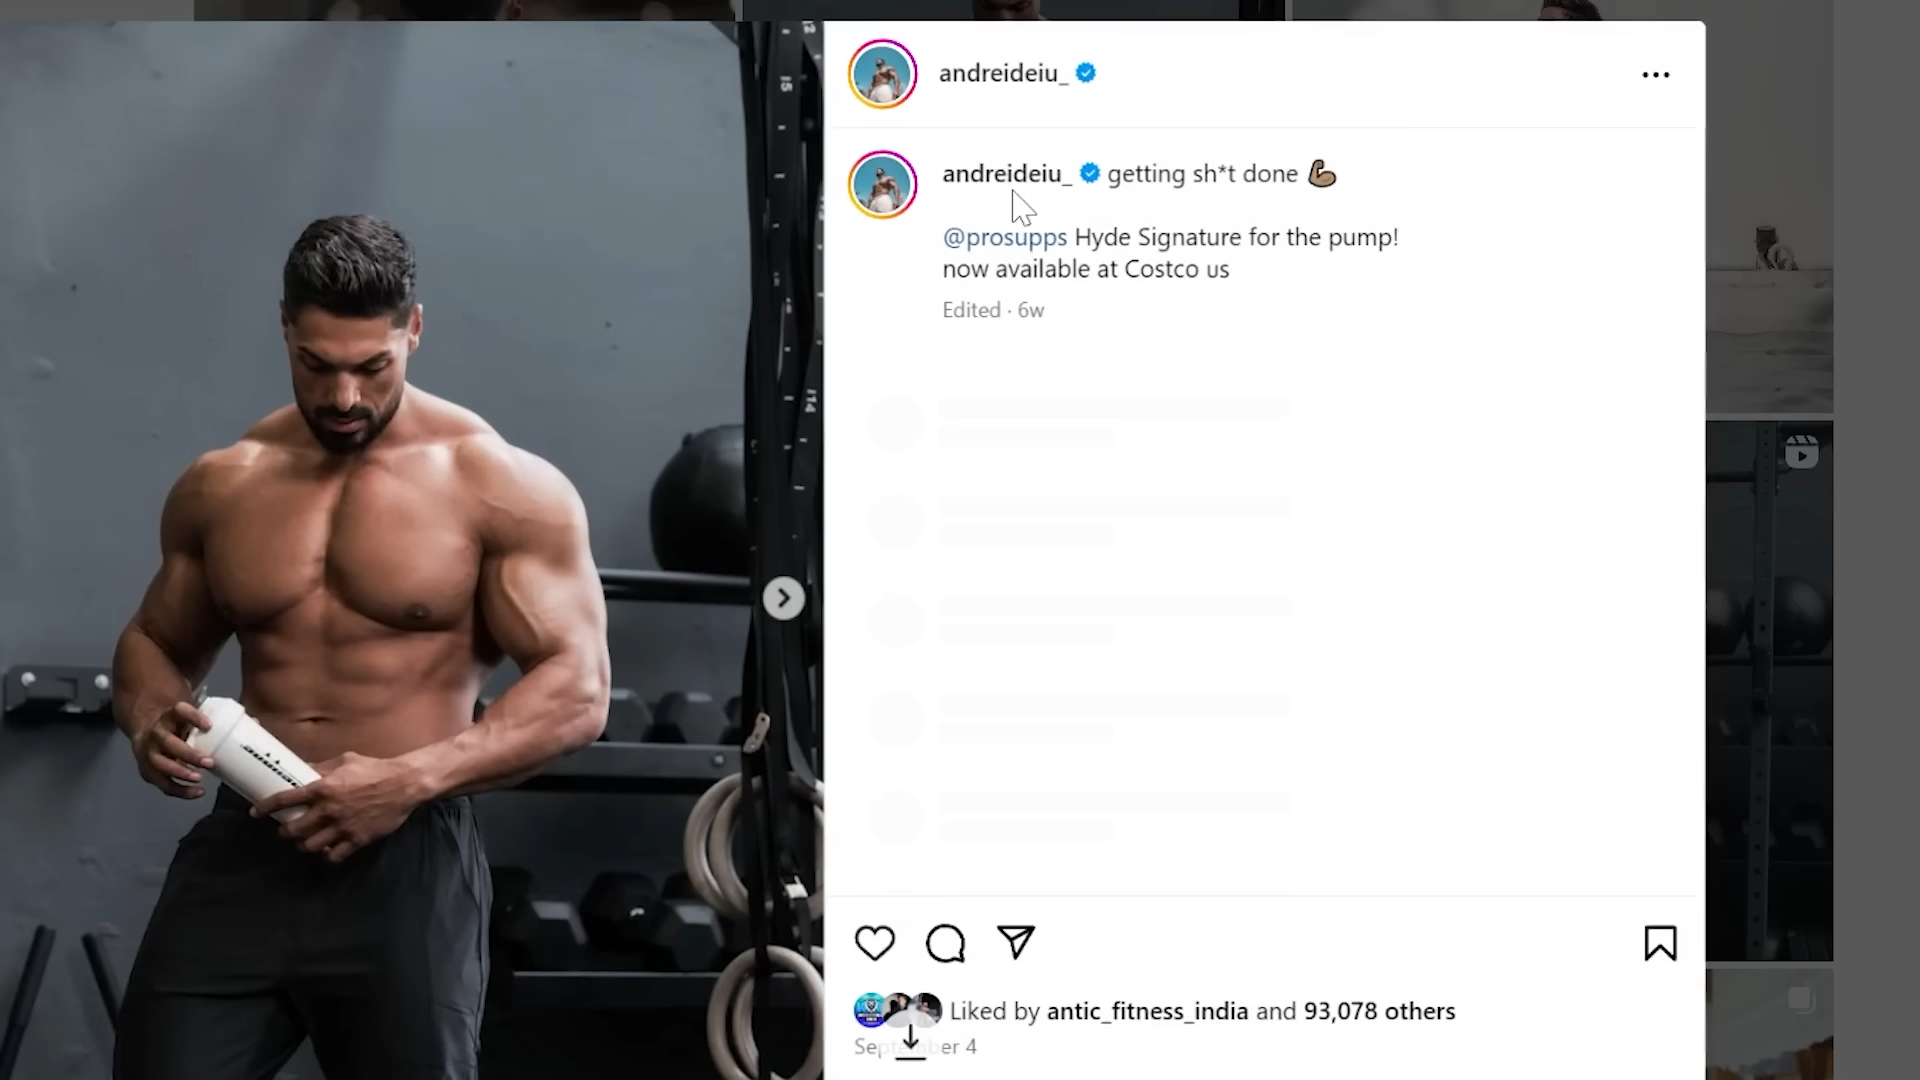 andreideiu_
andreideiu_ getting sh*t done
@prosupps Hyde Signature for the pump!
now available at Costco us
Edited · 6w
Liked by antic_fitness_india and 93,078 others
September 4